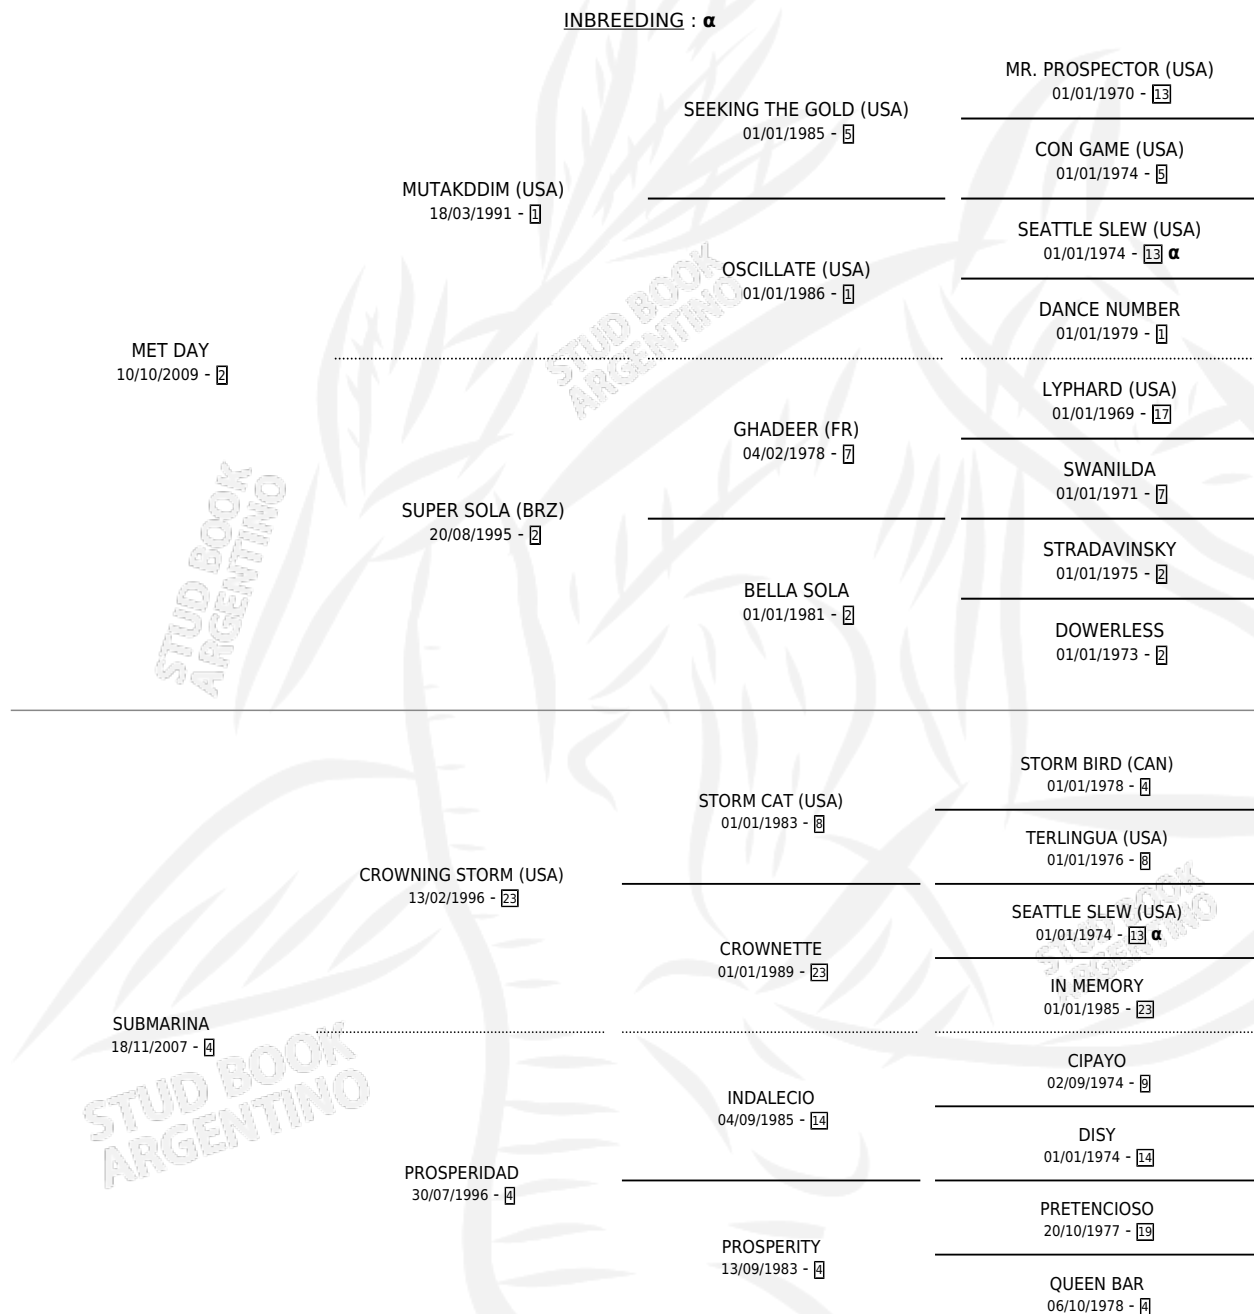 INBREEDING : α
MR. PROSPECTOR (USA)
01/01/1970 - 13
SEEKING THE GOLD (USA)
01/01/1985 - 5
CON GAME (USA)
01/01/1974 - 5
MUTAKDDIM (USA)
18/03/1991 - 1
SEATTLE SLEW (USA)
01/01/1974 - 13 α
OSCILLATE (USA)
01/01/1986 - 1
DANCE NUMBER
01/01/1979 - 1
MET DAY
10/10/2009 - 2
LYPHARD (USA)
01/01/1969 - 17
GHADEER (FR)
04/02/1978 - 7
SWANILDA
01/01/1971 - 7
SUPER SOLA (BRZ)
20/08/1995 - 2
STRADAVINSKY
01/01/1975 - 2
BELLA SOLA
01/01/1981 - 2
DOWERLESS
01/01/1973 - 2
STORM BIRD (CAN)
01/01/1978 - 4
STORM CAT (USA)
01/01/1983 - 8
TERLINGUA (USA)
01/01/1976 - 8
CROWNING STORM (USA)
13/02/1996 - 23
SEATTLE SLEW (USA)
01/01/1974 - 13 α
CROWNETTE
01/01/1989 - 23
IN MEMORY
01/01/1985 - 23
SUBMARINA
18/11/2007 - 4
CIPAYO
02/09/1974 - 9
INDALECIO
04/09/1985 - 14
DISY
01/01/1974 - 14
PROSPERIDAD
30/07/1996 - 4
PRETENCIOSO
20/10/1977 - 19
PROSPERITY
13/09/1983 - 4
QUEEN BAR
06/10/1978 - 4
STUD BOOK
ARGENTINO
STUD BOOK
ARGENTINO
STUD BOOK
ARGENTINO
STUD BOOK
ARGENTINO